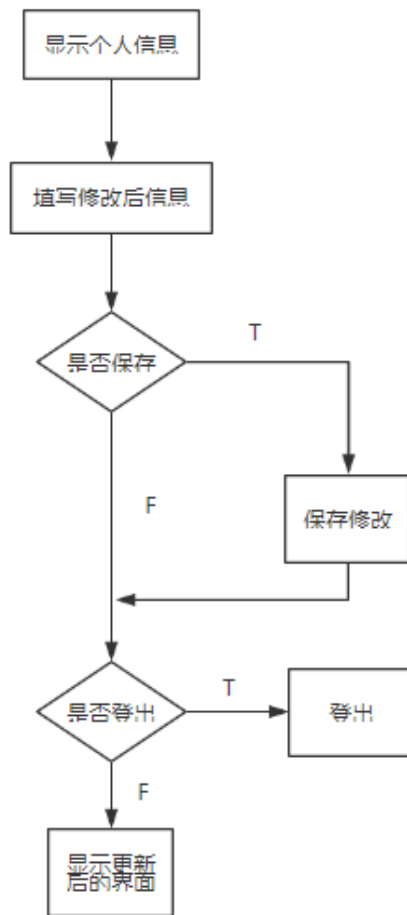 显示个人信息
填写修改后信息
是否保存
T
F
保存修改
是否登出
T
登出
F
显示更新
后的界面